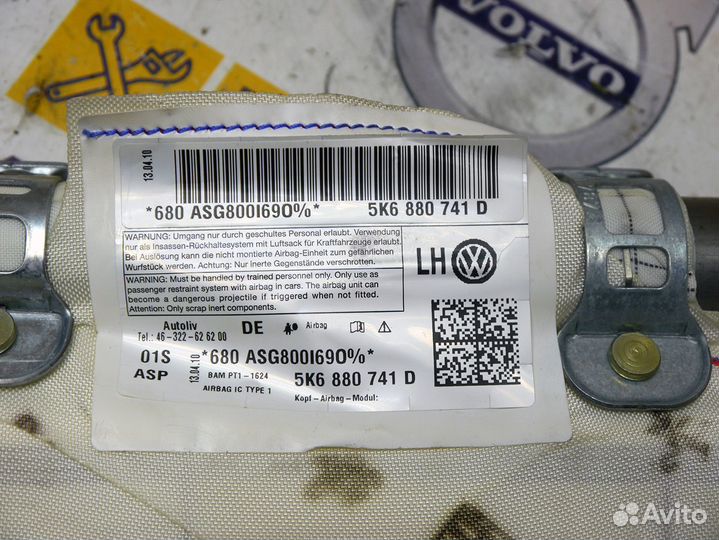 VOLVO
13.04.10
*680 ASG800I69O%* 5K6 880 741 D
WARNUNG: Umgang nur durch geschultes Personal erlaubt. Verwendung
nur als Insassen-Rückhaltesystem mit Luftsack für Kraftfahrzeuge erlaubt.
Bei Auslösung kann die nicht montierte Airbag-Einheit zum gefährlichen
Wurfstück werden. Achtung: Nur inerte Gegenstände verschrotten.
WARNING: Must be handled by trained personnel only. Only use as
passenger restraint system with airbag in cars. The airbag unit can
become a dangerous projectile if triggered when not fitted.
Attention: Only scrap inert components.
LH
Autoliv DE Airbag
Tel.: 46-322-62 62 00
01S 13.04.10 *680 ASG800I69O%*
ASP BAM PT1-1624 5K6 880 741 D
AIRBAG IC TYPE 1 Kopf-Airbag-Modul:
Avito